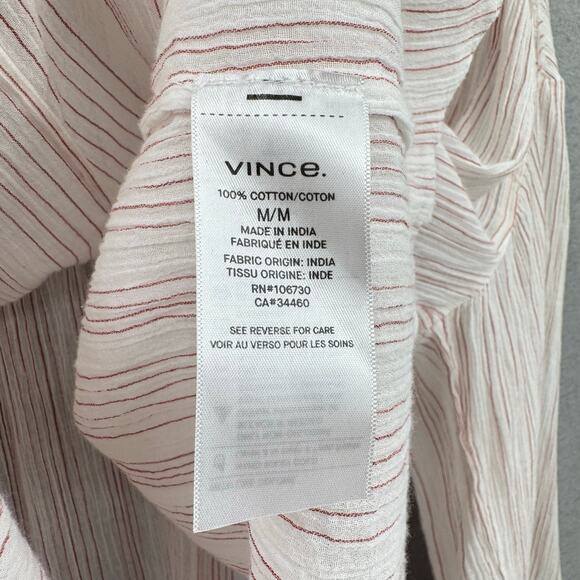 VINCE.
100% COTTON/COTON
M/M
MADE IN INDIA
FABRIQUÉ EN INDE
FABRIC ORIGIN: INDIA
TISSU ORIGINE: INDE
RN#106730
CA#34460
SEE REVERSE FOR CARE
VOIR AU VERSO POUR LES SOINS